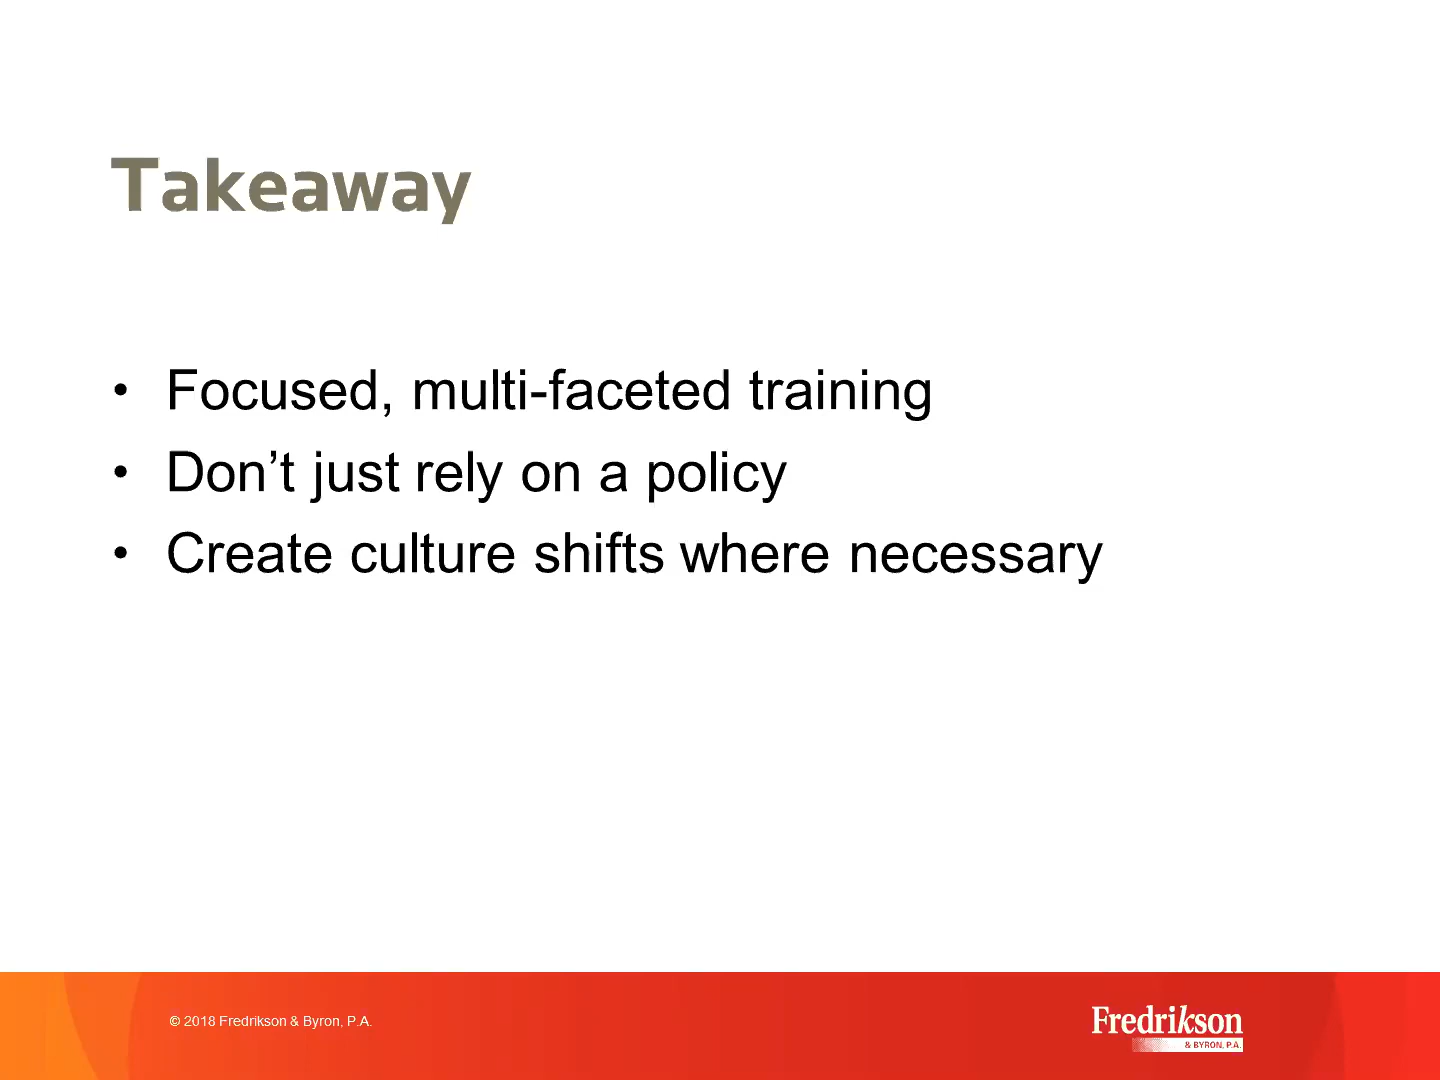 Takeaway
• Focused, multi-faceted training
• Don’t just rely on a policy
• Create culture shifts where necessary
© 2018 Fredrikson & Byron, P.A.
Fredrikson
& BYRON, P.A.